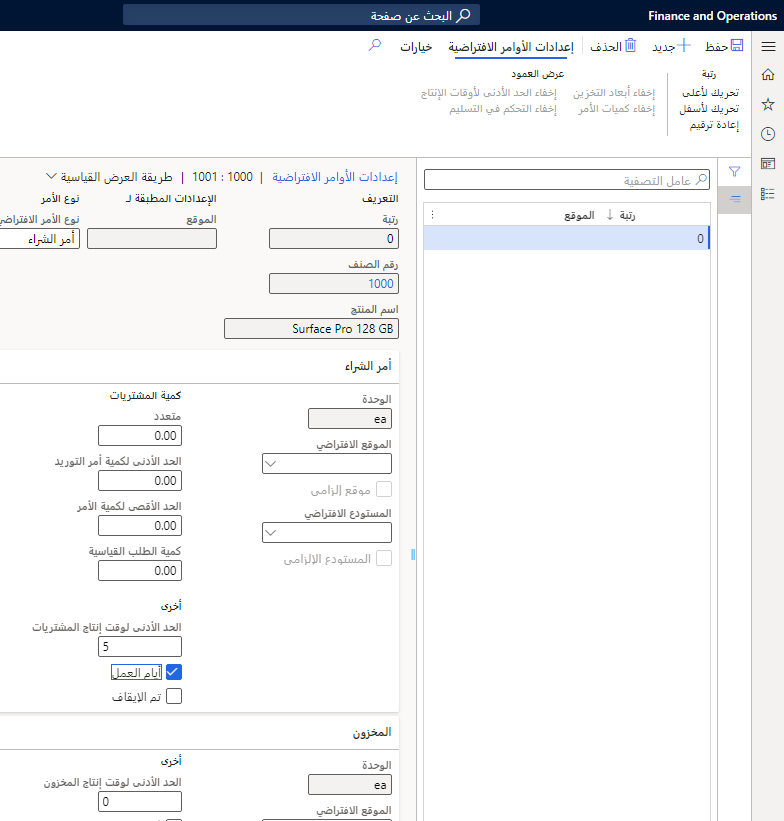 Finance and Operations
البحث عن صفحة
حفظ
جديد
الحذف
إعدادات الأوامر الافتراضية
خيارات
رتبة
تحريك لأعلى
تحريك لأسفل
إعادة ترقيم
عرض العمود
إخفاء أبعاد التخزين
إخفاء الحد الأدنى لأوقات الإنتاج
إخفاء كميات الأمر
إخفاء التحكم في التسليم
عامل التصفية
رتبة
الموقع
0
إعدادات الأوامر الافتراضية | 1000 : 1001 | طريقة العرض القياسية
التعريف
الإعدادات المطبقة لـ
نوع الأمر
رتبة
الموقع
نوع الأمر الافتراضي
0
أمر الشراء
رقم الصنف
1000
اسم المنتج
Surface Pro 128 GB
أمر الشراء
الوحدة
ea
الموقع الافتراضي
موقع إلزامي
المستودع الافتراضي
المستودع الإلزامي
كمية المشتريات
متعدد
0.00
الحد الأدنى لكمية أمر التوريد
0.00
الحد الأقصى لكمية الأمر
0.00
كمية الطلب القياسية
0.00
أخرى
الحد الأدنى لوقت إنتاج المشتريات
5
أيام العمل
تم الإيقاف
المخزون
الوحدة
ea
الموقع الافتراضي
أخرى
الحد الأدنى لوقت إنتاج المخزون
0